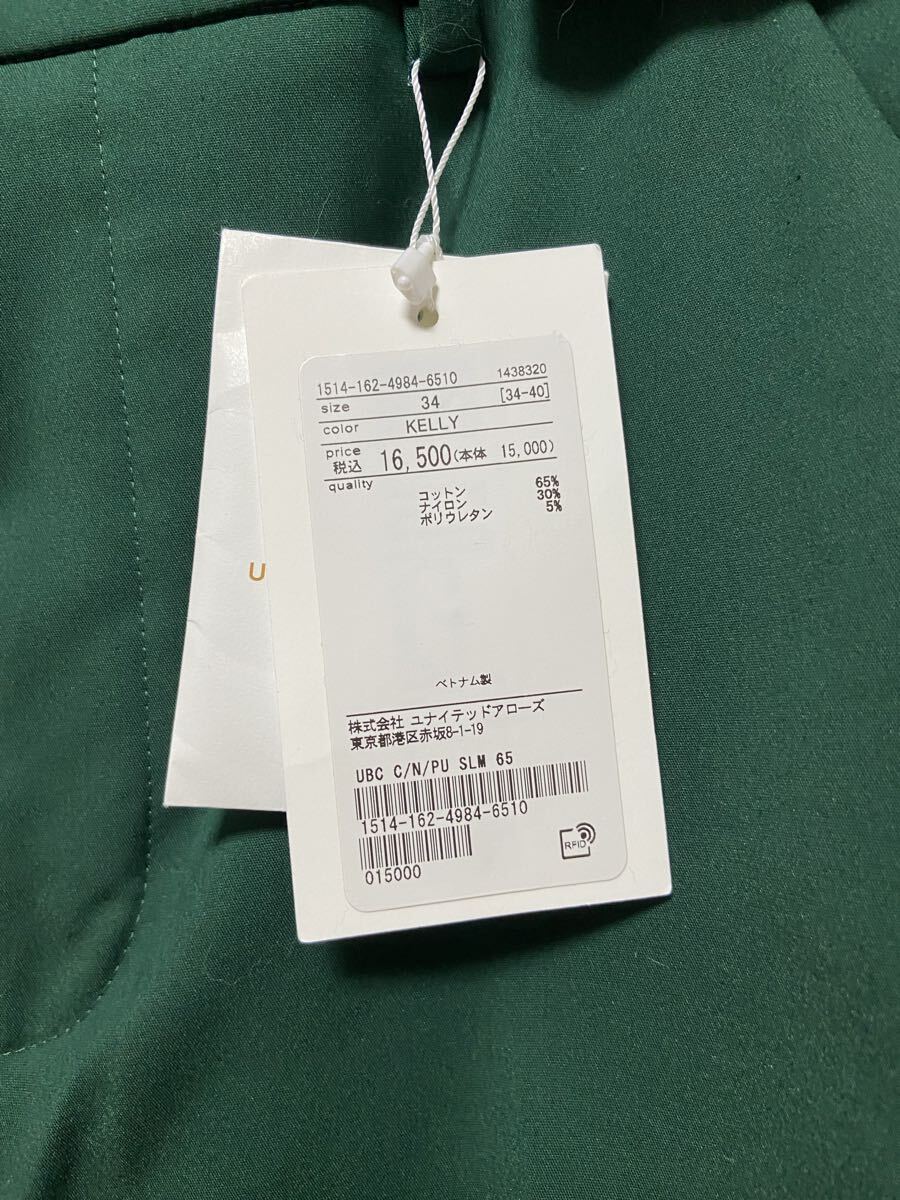 U
1514-162-4984-6510 1438320
size 34 [34-40]
color KELLY
price
税込 16,500(本体 15,000)
quality
コットン 65%
ナイロン 30%
ポリウレタン 5%
ベトナム製
株式会社 ユナイテッドアローズ
東京都港区赤坂8-1-19
UBC C/N/PU SLM 65
1514-162-4984-6510
015000
RFID